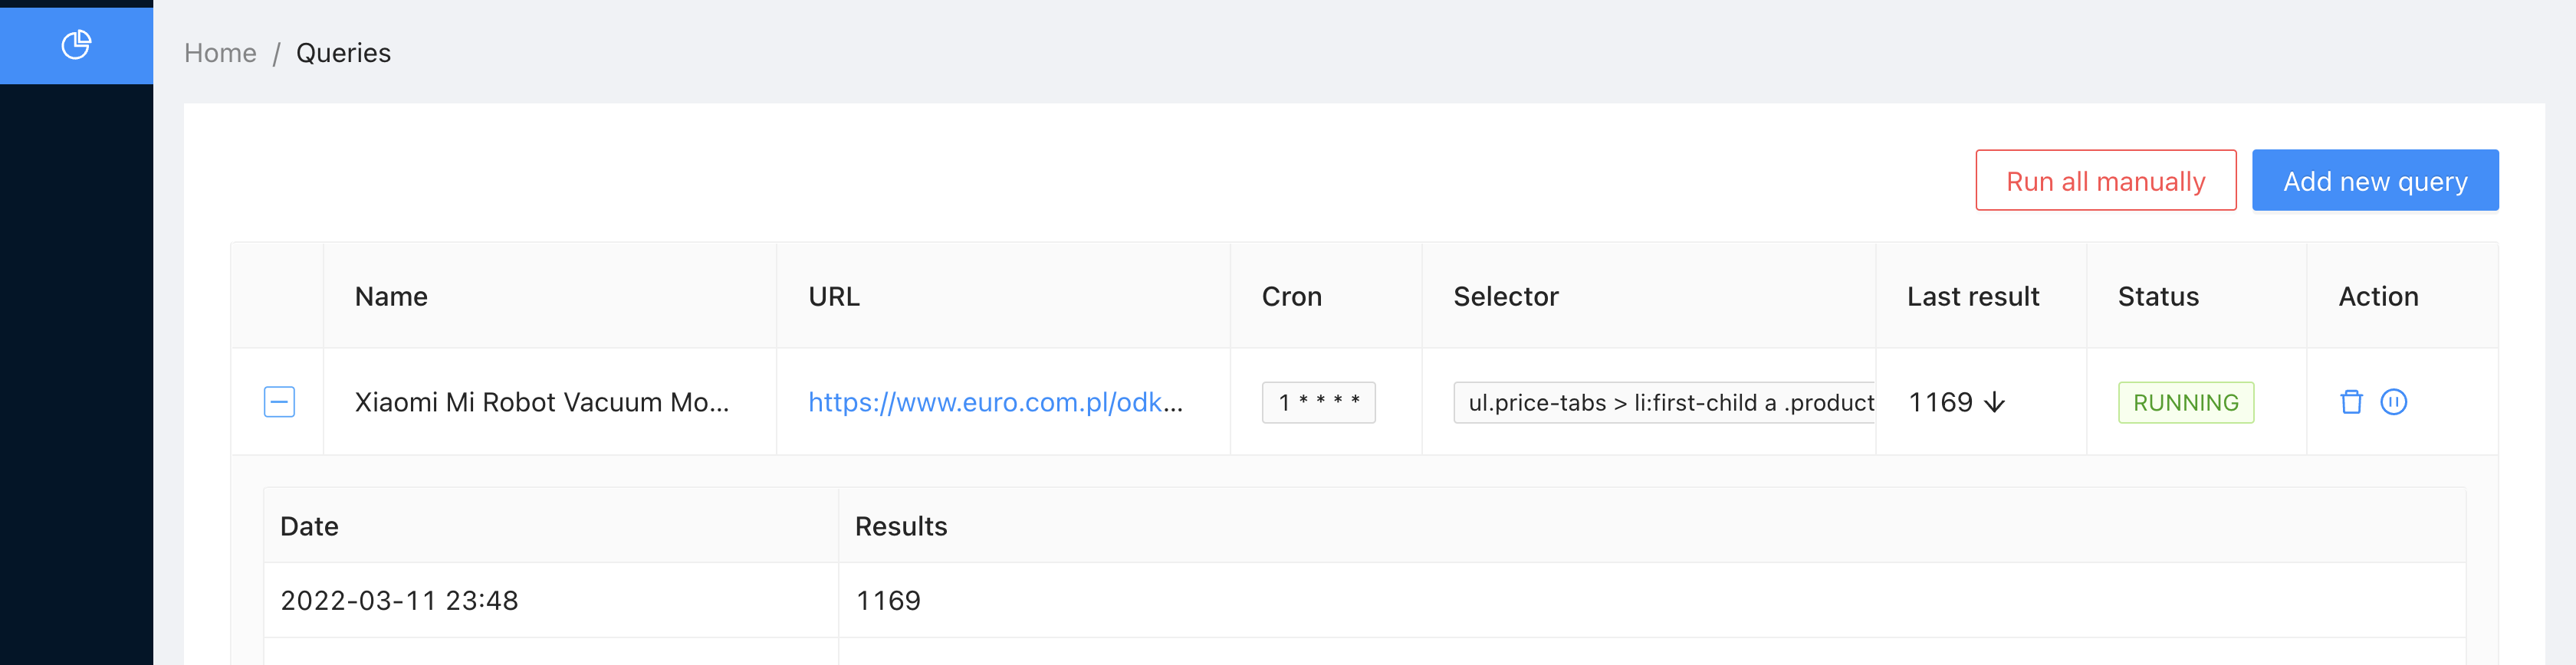 Home / Queries
Run all manually
Add new query
Name
URL
Cron
Selector
Last result
Status
Action
Xiaomi Mi Robot Vacuum Mo...
https://www.euro.com.pl/odk...
1 * * * *
ul.price-tabs > li:first-child a .product
1169
RUNNING
Date
Results
2022-03-11 23:48
1169